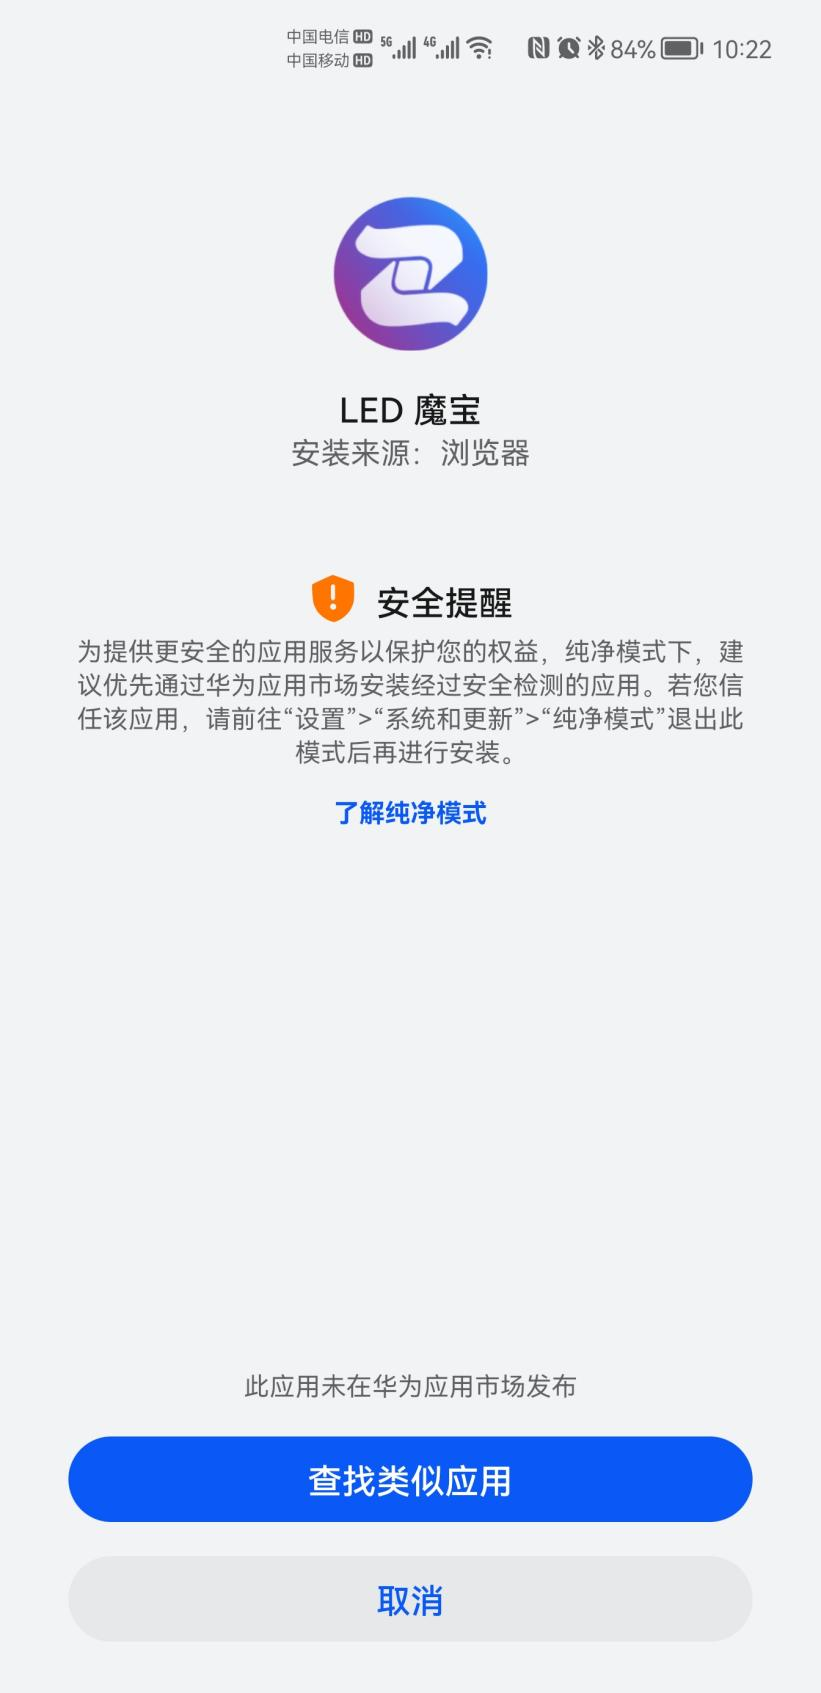 中国电信 HD 5G 4G 84% 10:22
中国移动 HD
LED 魔宝
安装来源：浏览器
安全提醒
为提供更安全的应用服务以保护您的权益，纯净模式下，建
议优先通过华为应用市场安装经过安全检测的应用。若您信
任该应用，请前往“设置”>“系统和更新”>“纯净模式”退出此
模式后再进行安装。
了解纯净模式
此应用未在华为应用市场发布
查找类似应用
取消